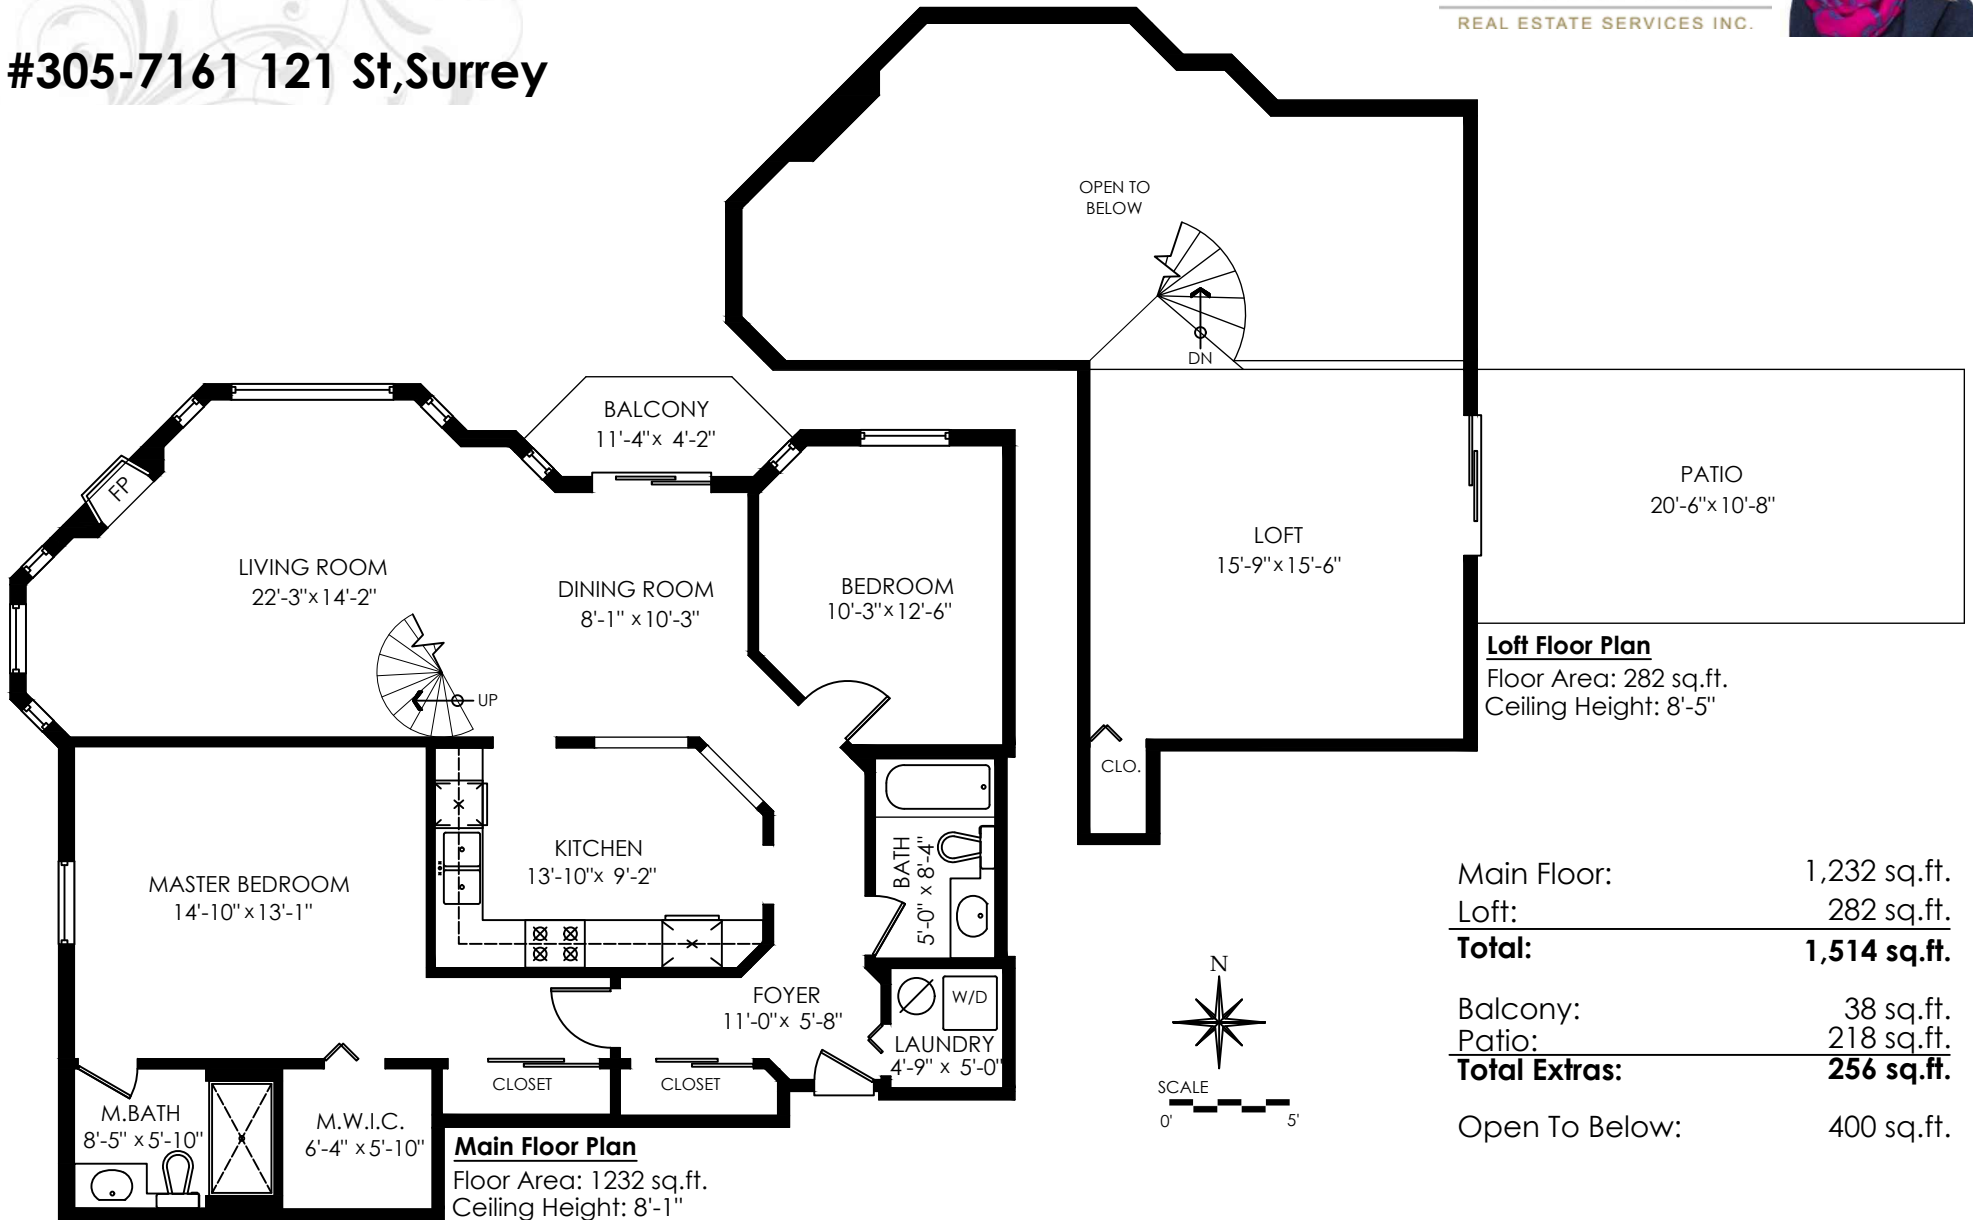 REAL ESTATE SERVICES INC.
#305-7161 121 St,Surrey
OPEN TO
BELOW
DN
BALCONY
11'-4"x 4'-2"
FP
LIVING ROOM
22'-3"x 14'-2"
DINING ROOM
8'-1" x 10'-3"
BEDROOM
10'-3"x 12'-6"
UP
LOFT
15'-9"x 15'-6"
PATIO
20'-6"x 10'-8"
Loft Floor Plan
Floor Area: 282 sq.ft.
Ceiling Height: 8'-5"
CLO.
KITCHEN
13'-10"x 9'-2"
MASTER BEDROOM
14'-10" x 13'-1"
BATH
5'-0" x 8'-4"
FOYER
11'-0"x 5'-8"
W/D
LAUNDRY
4'-9" x 5'-0"
CLOSET
CLOSET
M.BATH
8'-5" x 5'-10"
M.W.I.C.
6'-4" x 5'-10"
Main Floor Plan
Floor Area: 1232 sq.ft.
Ceiling Height: 8'-1"
N
SCALE
0' 5'
Main Floor: 1,232 sq.ft.
Loft: 282 sq.ft.
Total: 1,514 sq.ft.
Balcony: 38 sq.ft.
Patio: 218 sq.ft.
Total Extras: 256 sq.ft.
Open To Below: 400 sq.ft.